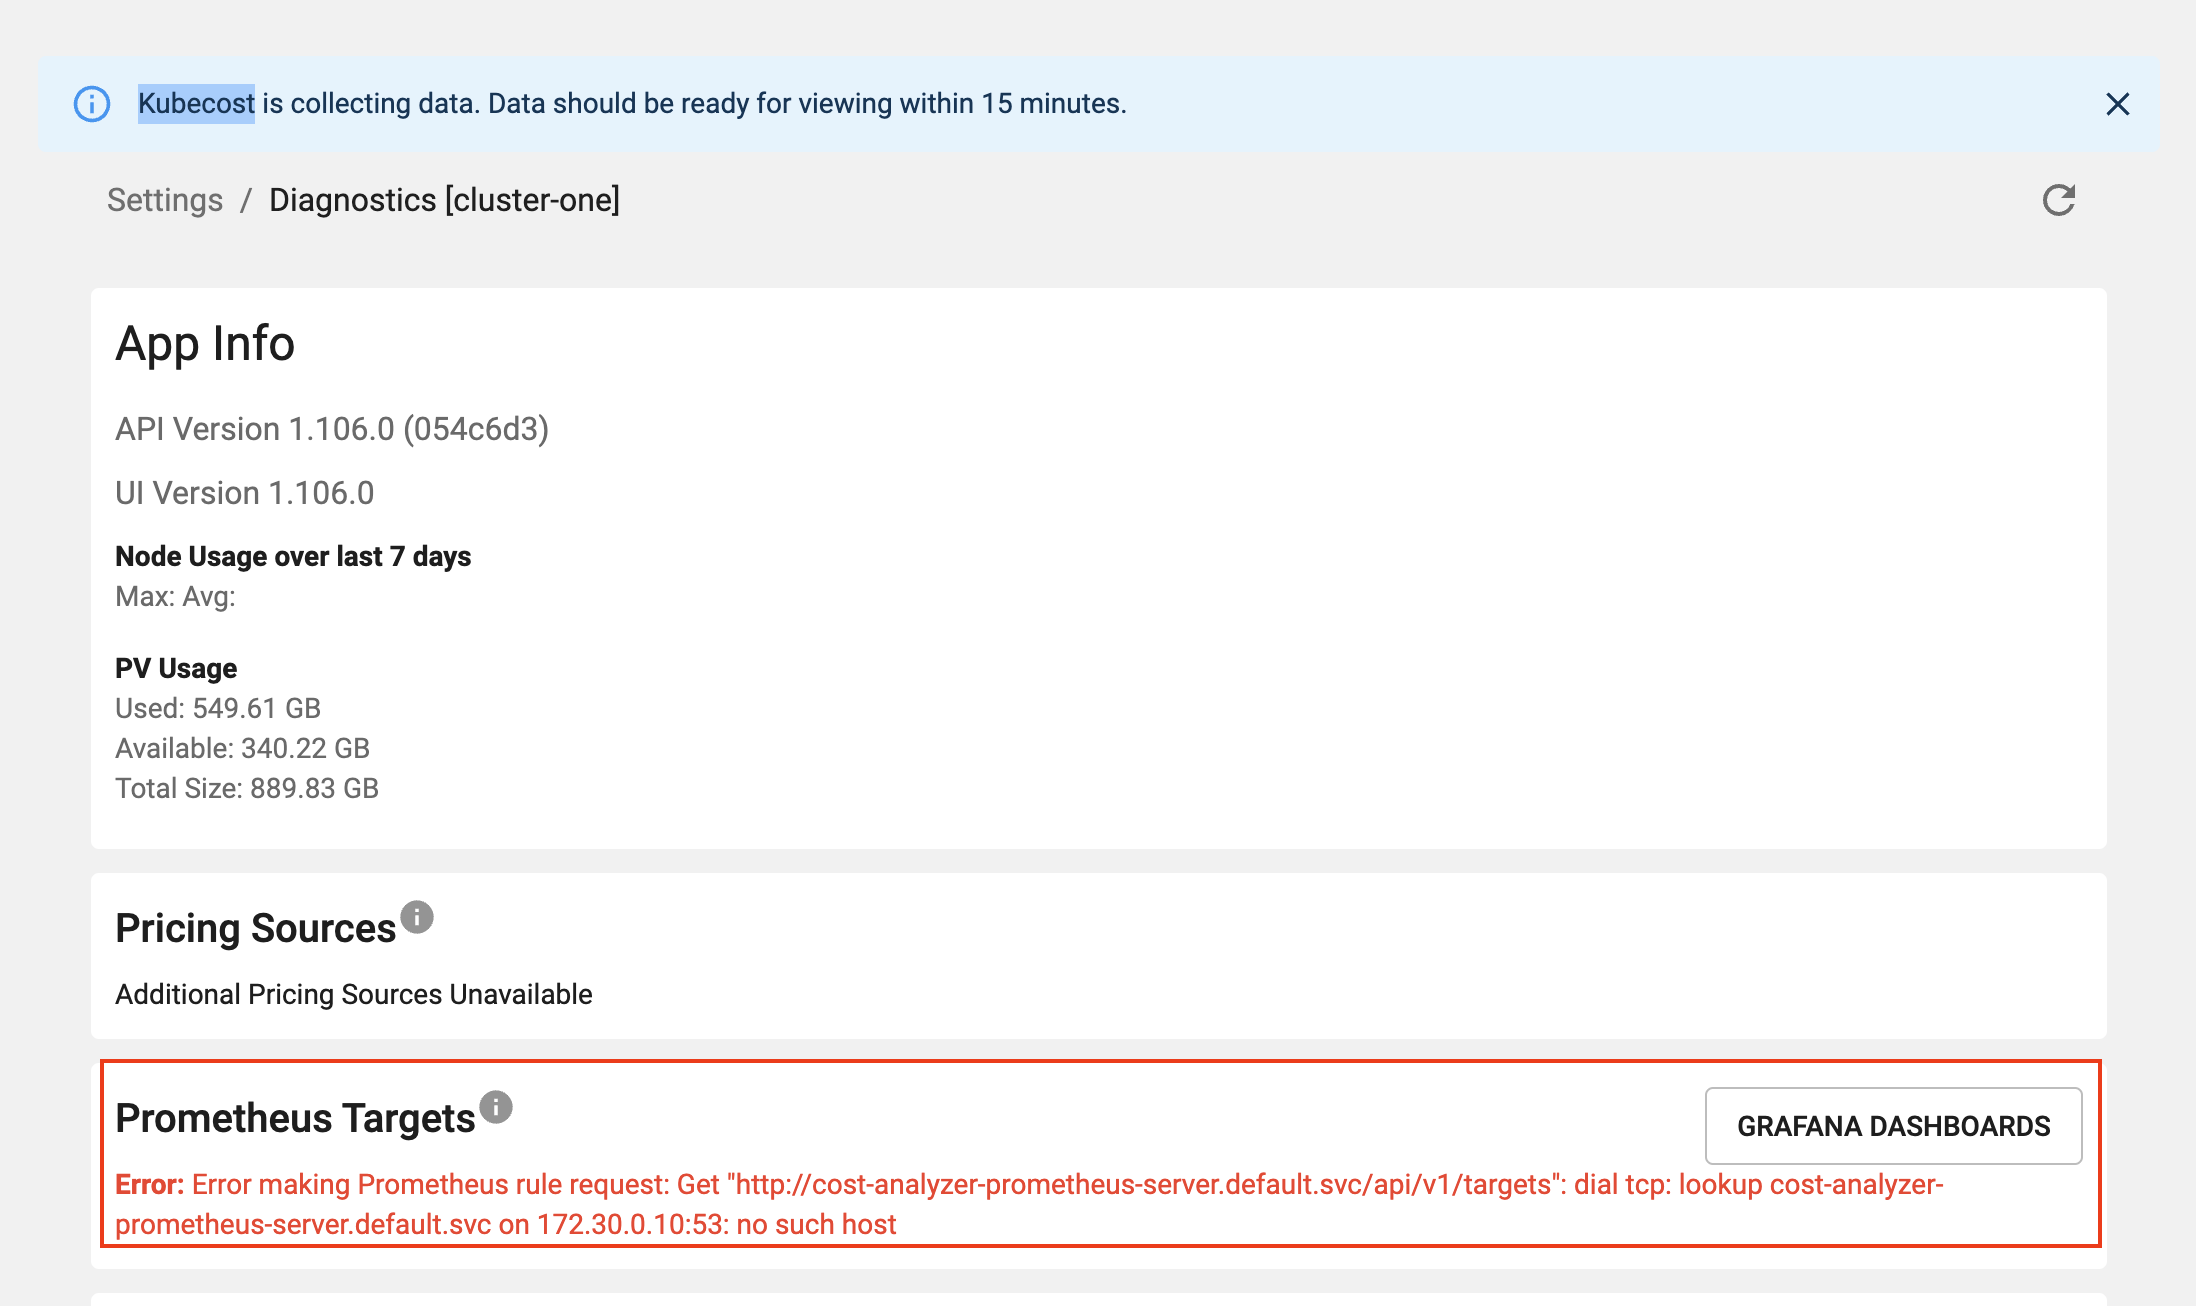 Kubecost is collecting data. Data should be ready for viewing within 15 minutes.
Settings / Diagnostics [cluster-one]
App Info
API Version 1.106.0 (054c6d3)
UI Version 1.106.0
Node Usage over last 7 days
Max: Avg:
PV Usage
Used: 549.61 GB
Available: 340.22 GB
Total Size: 889.83 GB
Pricing Sources
Additional Pricing Sources Unavailable
Prometheus Targets
GRAFANA DASHBOARDS
Error: Error making Prometheus rule request: Get "http://cost-analyzer-prometheus-server.default.svc/api/v1/targets": dial tcp: lookup cost-analyzer-
prometheus-server.default.svc on 172.30.0.10:53: no such host